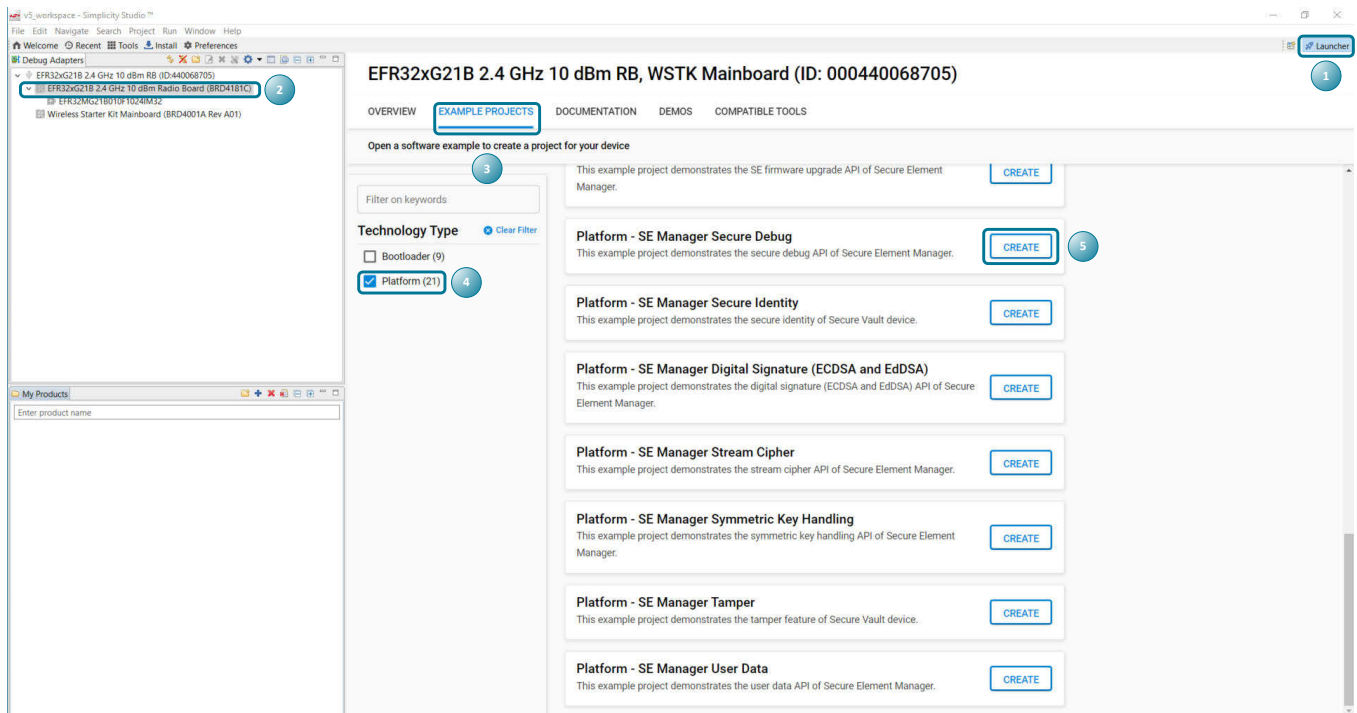 v5_workspace - Simplicity Studio ™
File Edit Navigate Search Project Run Window Help
Welcome Recent Tools Install Preferences
Launcher
1
Debug Adapters
EFR32xG21B 2.4 GHz 10 dBm RB (ID:440068705)
EFR32xG21B 2.4 GHz 10 dBm Radio Board (BRD4181C)
2
EFR32MG21B010F1024IM32
Wireless Starter Kit Mainboard (BRD4001A Rev A01)
My Products
Enter product name
EFR32xG21B 2.4 GHz 10 dBm RB, WSTK Mainboard (ID: 000440068705)
OVERVIEW EXAMPLE PROJECTS DOCUMENTATION DEMOS COMPATIBLE TOOLS
Open a software example to create a project for your device
3
Filter on keywords
Technology Type Clear Filter
Bootloader (9)
Platform (21)
4
This example project demonstrates the SE firmware upgrade API of Secure Element
Manager.
CREATE
Platform - SE Manager Secure Debug
This example project demonstrates the secure debug API of Secure Element Manager.
CREATE
5
Platform - SE Manager Secure Identity
This example project demonstrates the secure identity of Secure Vault device.
CREATE
Platform - SE Manager Digital Signature (ECDSA and EdDSA)
This example project demonstrates the digital signature (ECDSA and EdDSA) API of Secure
Element Manager.
CREATE
Platform - SE Manager Stream Cipher
This example project demonstrates the stream cipher API of Secure Element Manager.
CREATE
Platform - SE Manager Symmetric Key Handling
This example project demonstrates the symmetric key handling API of Secure Element
Manager.
CREATE
Platform - SE Manager Tamper
This example project demonstrates the tamper feature of Secure Vault device.
CREATE
Platform - SE Manager User Data
This example project demonstrates the user data API of Secure Element Manager.
CREATE